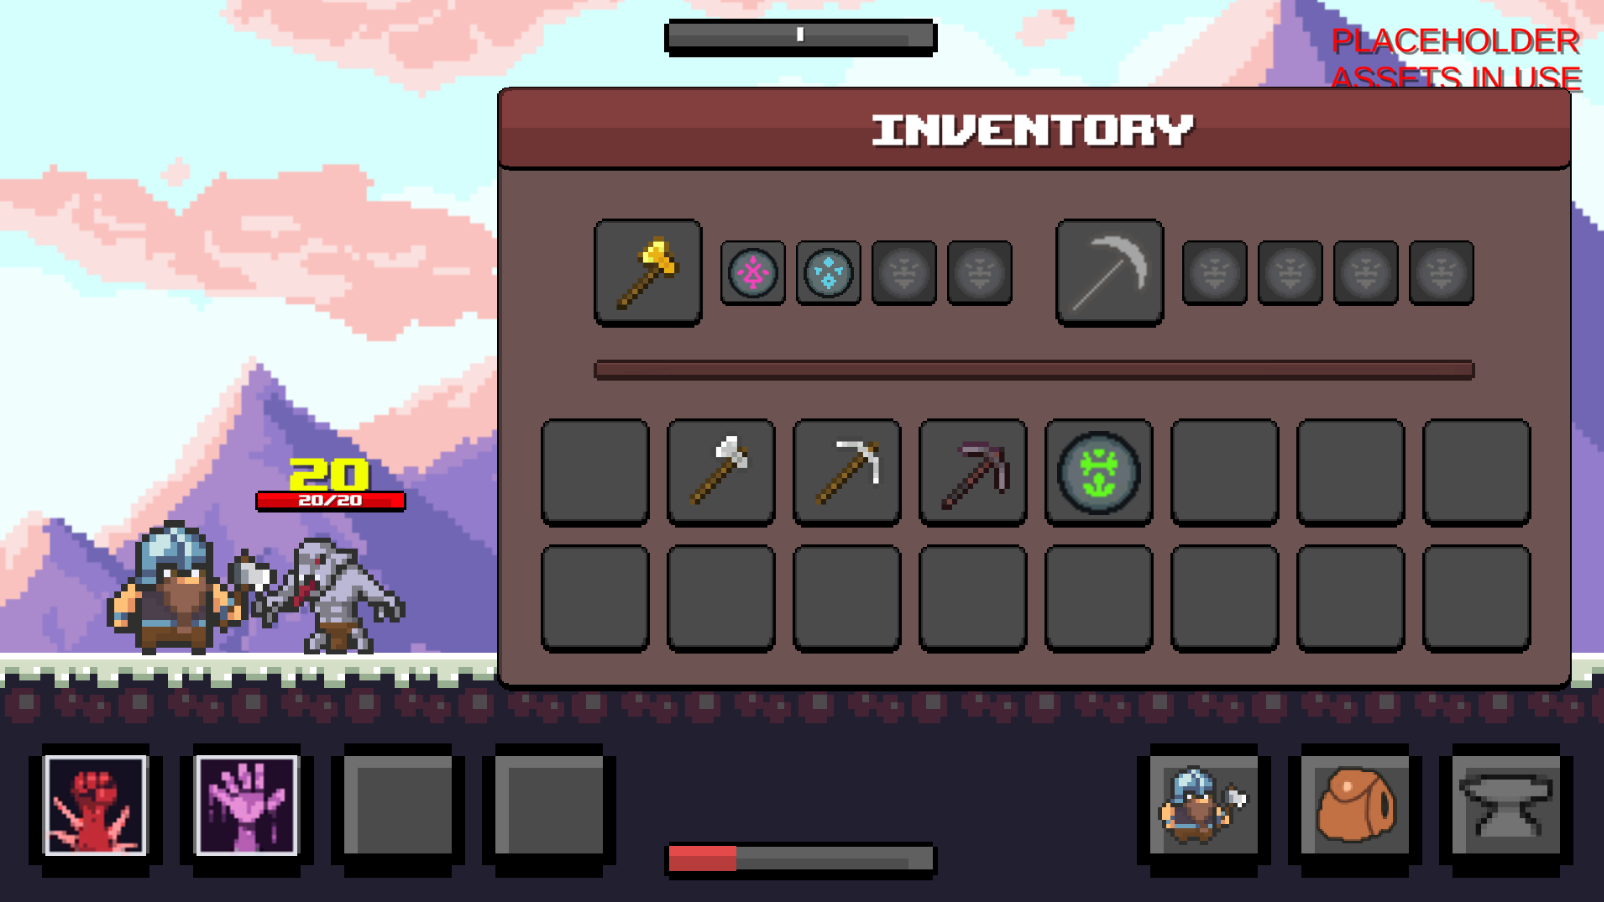 PLACEHOLDER
ASSETS IN USE
INVENTORY
20
20/20